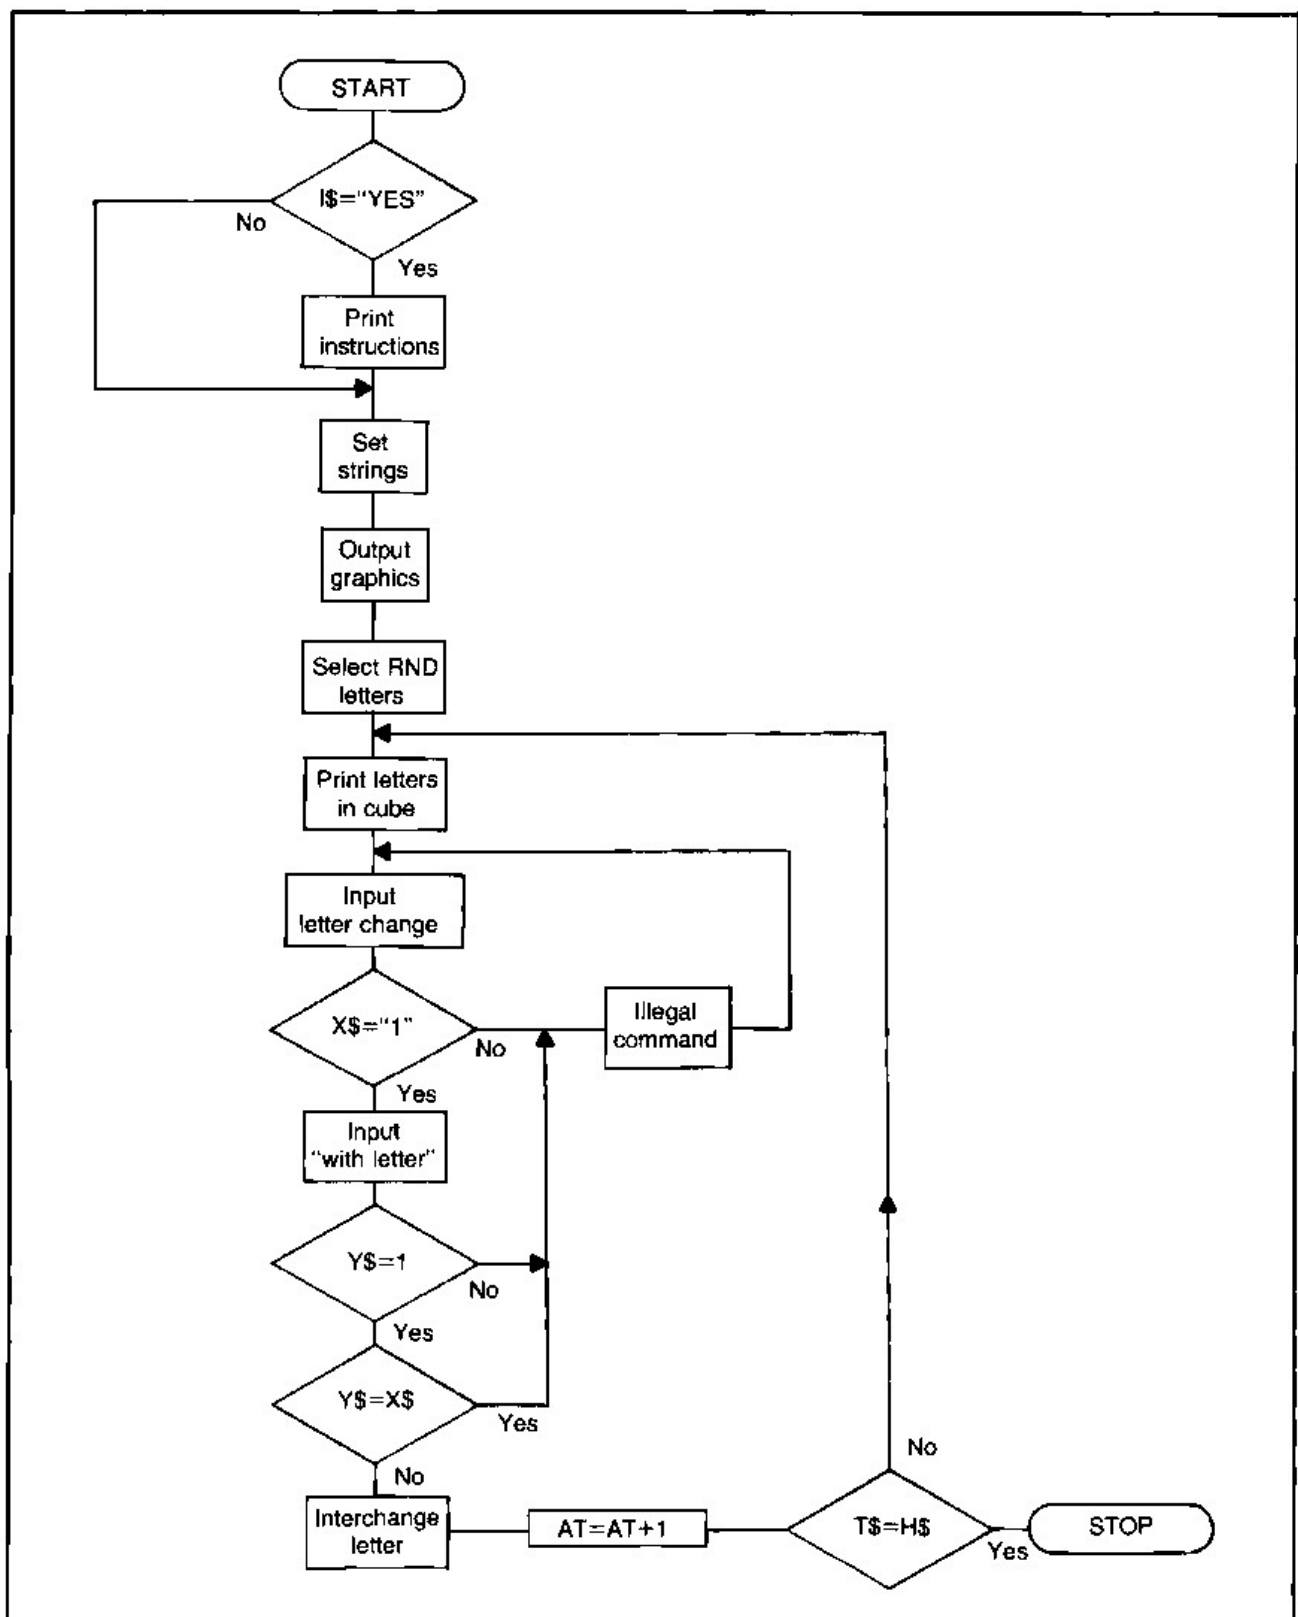 START
I$="YES"
No
Yes
Print
instructions
Set
strings
Output
graphics
Select RND
letters
Print letters
in cube
Input
letter change
X$="1"
No
Illegal
command
Yes
Input
"with letter"
Y$=1
No
Yes
Y$=X$
Yes
No
Interchange
letter
AT=AT+1
No
T$=H$
Yes
STOP